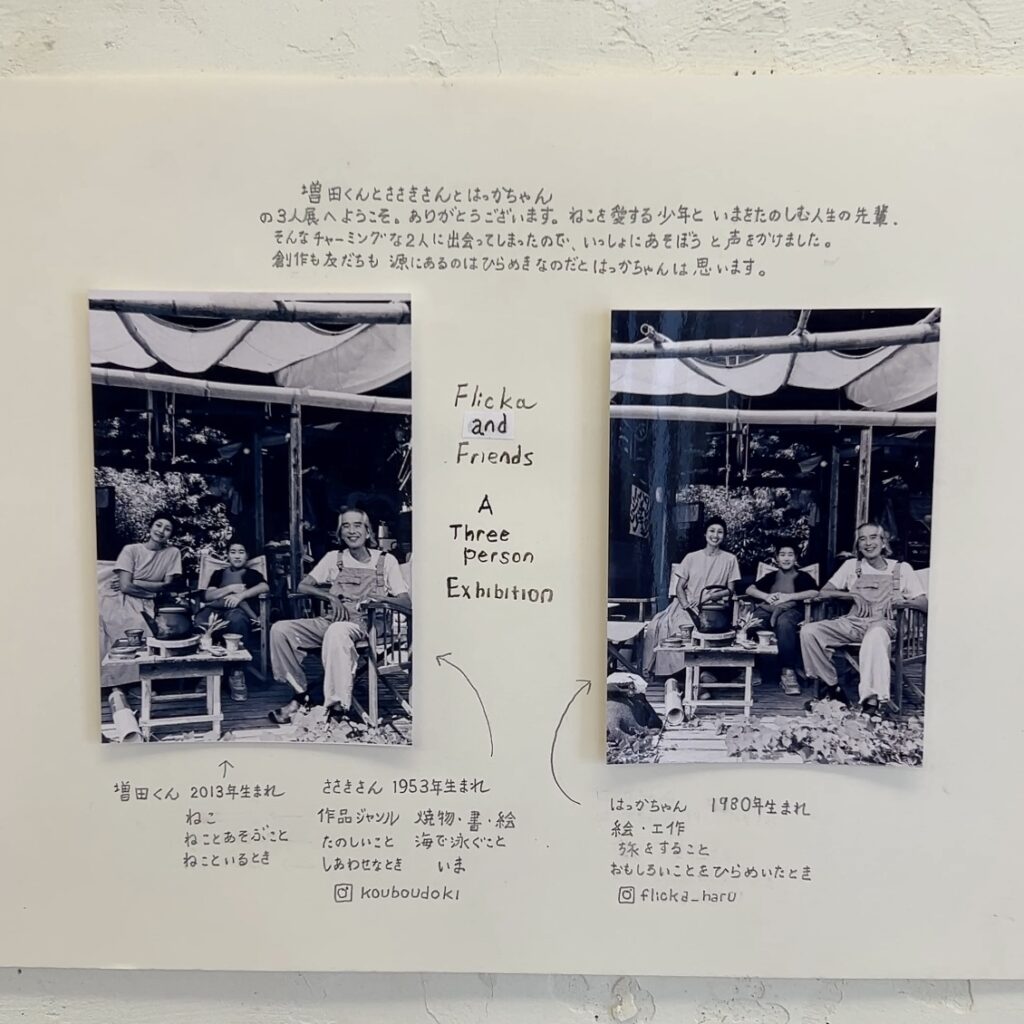 増田くんとささきさんとはっかちゃん
の3人展へようこそ。ありがとうございます。ねこを愛する少年と いまをたのしむ人生の先輩.
そんなチャーミングな2人に出会ってしまったので、いっしょにあそぼう と声をかけました。
創作も友だちも 源にあるのはひらめきなのだとはっかちゃんは思います。
Flicka
and
Friends
A
Three
person
Exhibition
増田くん 2013年生まれ
ねこ
ねことあそぶこと
ねこといるとき
ささきさん 1953年生まれ
作品ジャンル 焼物・書・絵
たのしいこと 海で泳ぐこと
しあわせなとき いま
kouboudoki
はっかちゃん 1980年生まれ
絵・工作
旅をすること
おもしろいことをひらめいたとき
flicka_haru